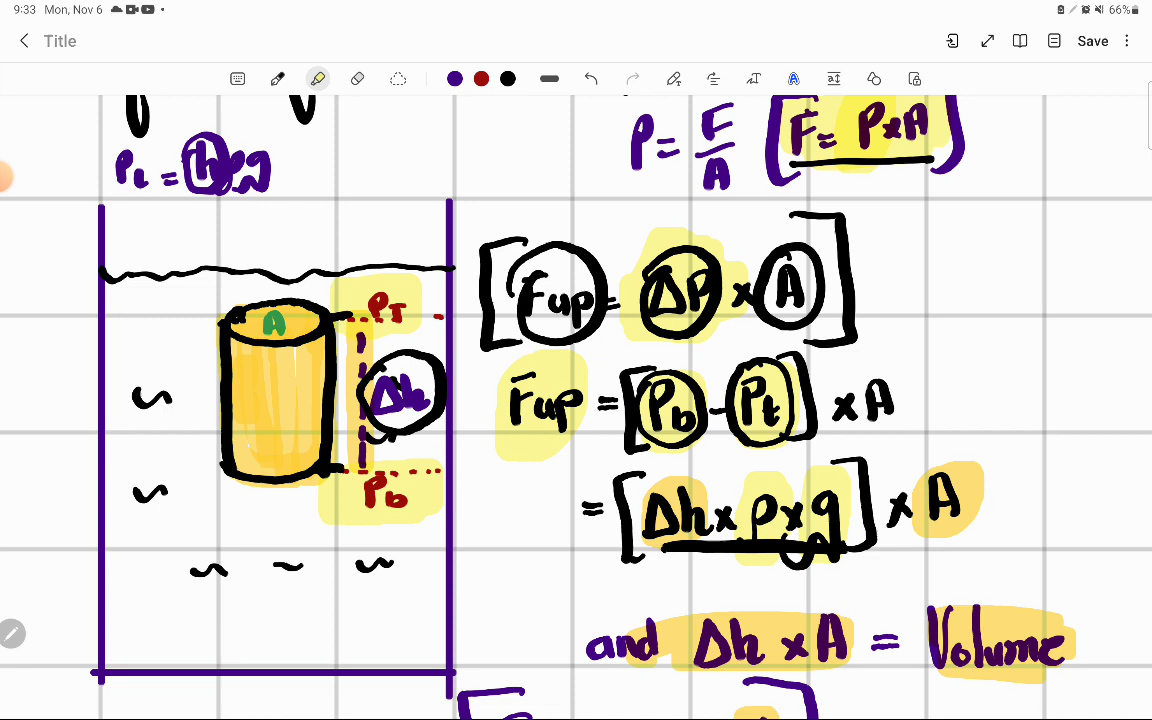 9:33 Mon, Nov 6
66%
Title
Save
P = F/A [F = P×A]
PL = hρg
[Fup = ΔP × A]
A
PT
Δh
Pb
Fup = [Pb - Pt] × A
= [Δh × ρ × g] × A
and Δh × A = Volume